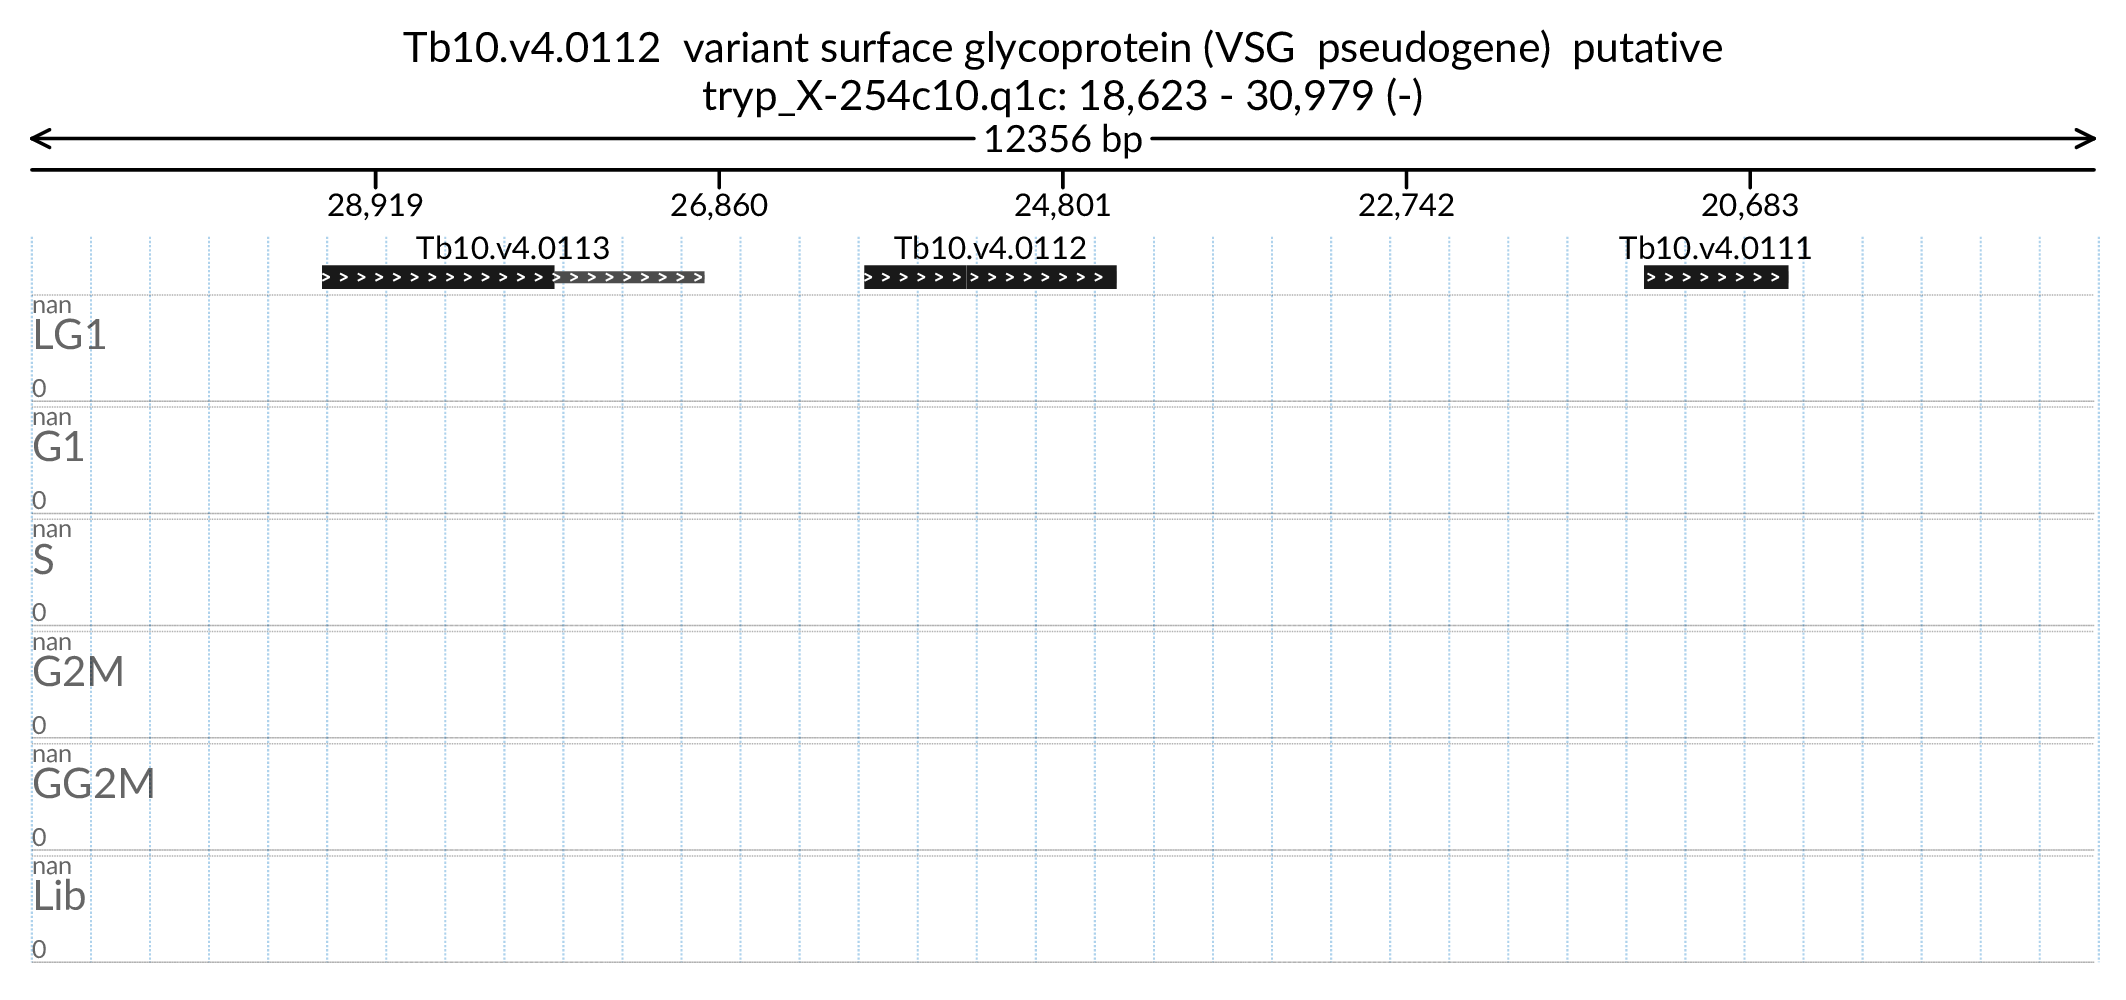 Tb10.v4.0112 variant surface glycoprotein (VSG pseudogene) putative
tryp_X-254c10.q1c: 18,623 - 30,979 (-)
12356 bp
28,919 26,860 24,801 22,742 20,683
Tb10.v4.0113 Tb10.v4.0112 Tb10.v4.0111
nan
LG1
0
nan
G1
0
nan
S
0
nan
G2M
0
nan
GG2M
0
nan
Lib
0